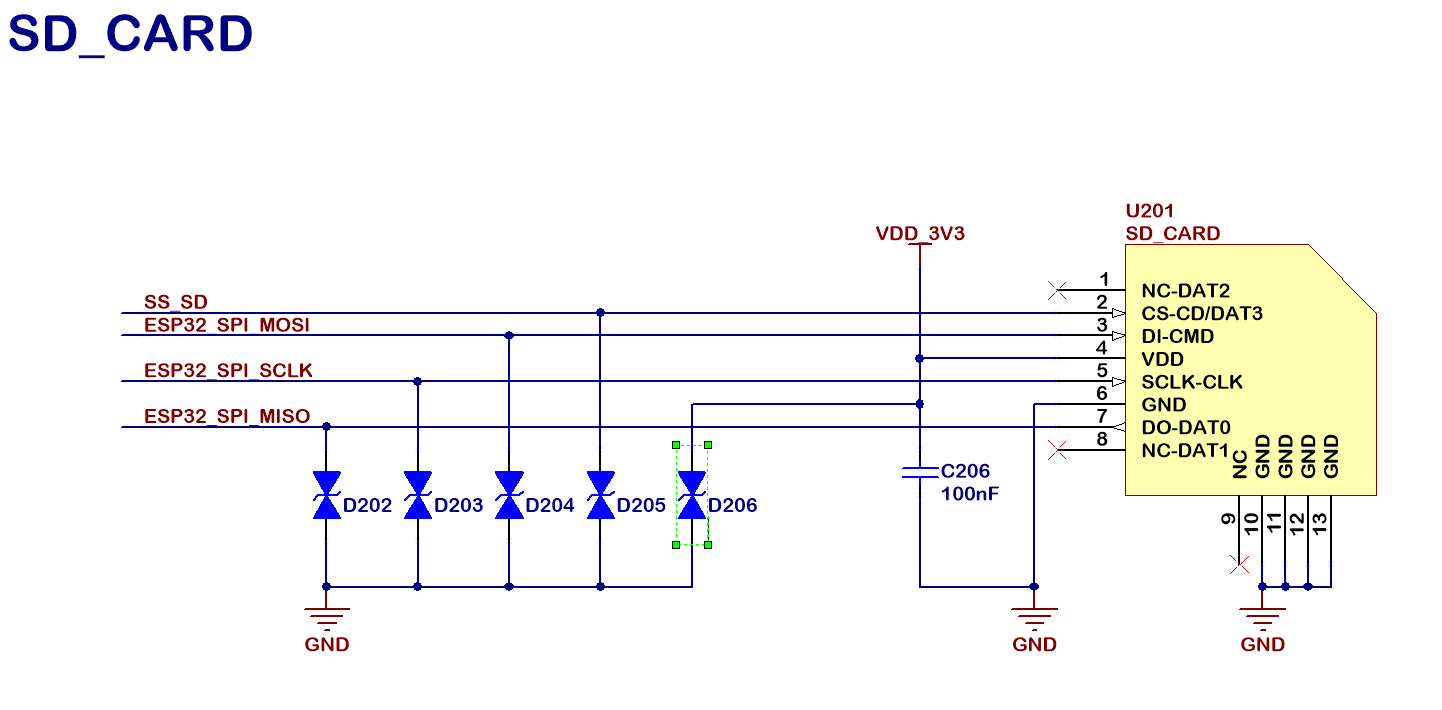 SD_CARD
U201
SD_CARD
VDD_3V3
SS_SD
ESP32_SPI_MOSI
ESP32_SPI_SCLK
ESP32_SPI_MISO
1 NC-DAT2
2 CS-CD/DAT3
3 DI-CMD
4 VDD
5 SCLK-CLK
6 GND
7 DO-DAT0
8 NC-DAT1
NC GND GND GND GND
9 10 11 12 13
D202 D203 D204 D205 D206
C206
100nF
GND GND GND